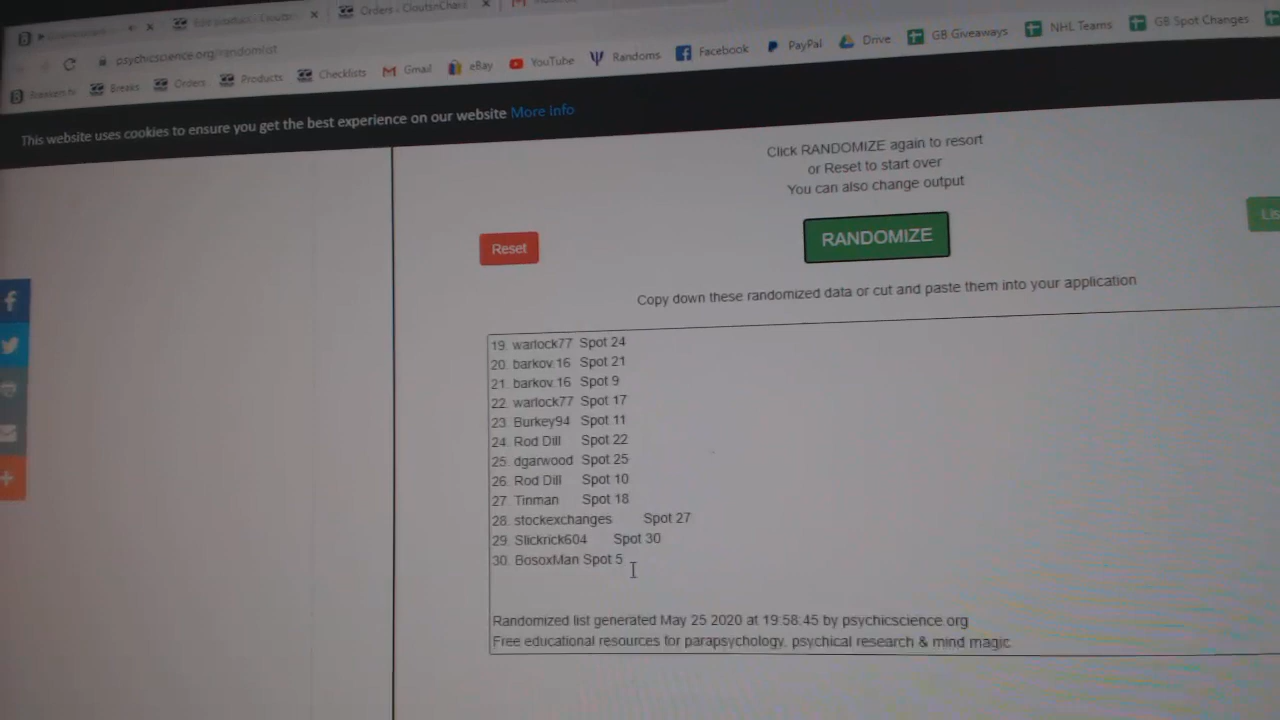 Orders - CloutsnChara
psychicscience.org/randomlist
Breakers.tv Breaks Orders Products Checklists Gmail eBay YouTube Randoms Facebook PayPal Drive GB Giveaways NHL Teams GB Spot Changes
This website uses cookies to ensure you get the best experience on our website More info
Click RANDOMIZE again to resort
or Reset to start over
You can also change output
Reset RANDOMIZE
Copy down these randomized data or cut and paste them into your application
19. warlock77 Spot 24
20. barkov.16 Spot 21
21. barkov.16 Spot 9
22. warlock77 Spot 17
23. Burkey94 Spot 11
24. Rod Dill Spot 22
25. dgarwood Spot 25
26. Rod Dill Spot 10
27. Tinman Spot 18
28. stockexchanges Spot 27
29. Slickrick604 Spot 30
30. BosoxMan Spot 5
Randomized list generated May 25 2020 at 19:58:45 by psychicscience.org
Free educational resources for parapsychology, psychical research & mind magic